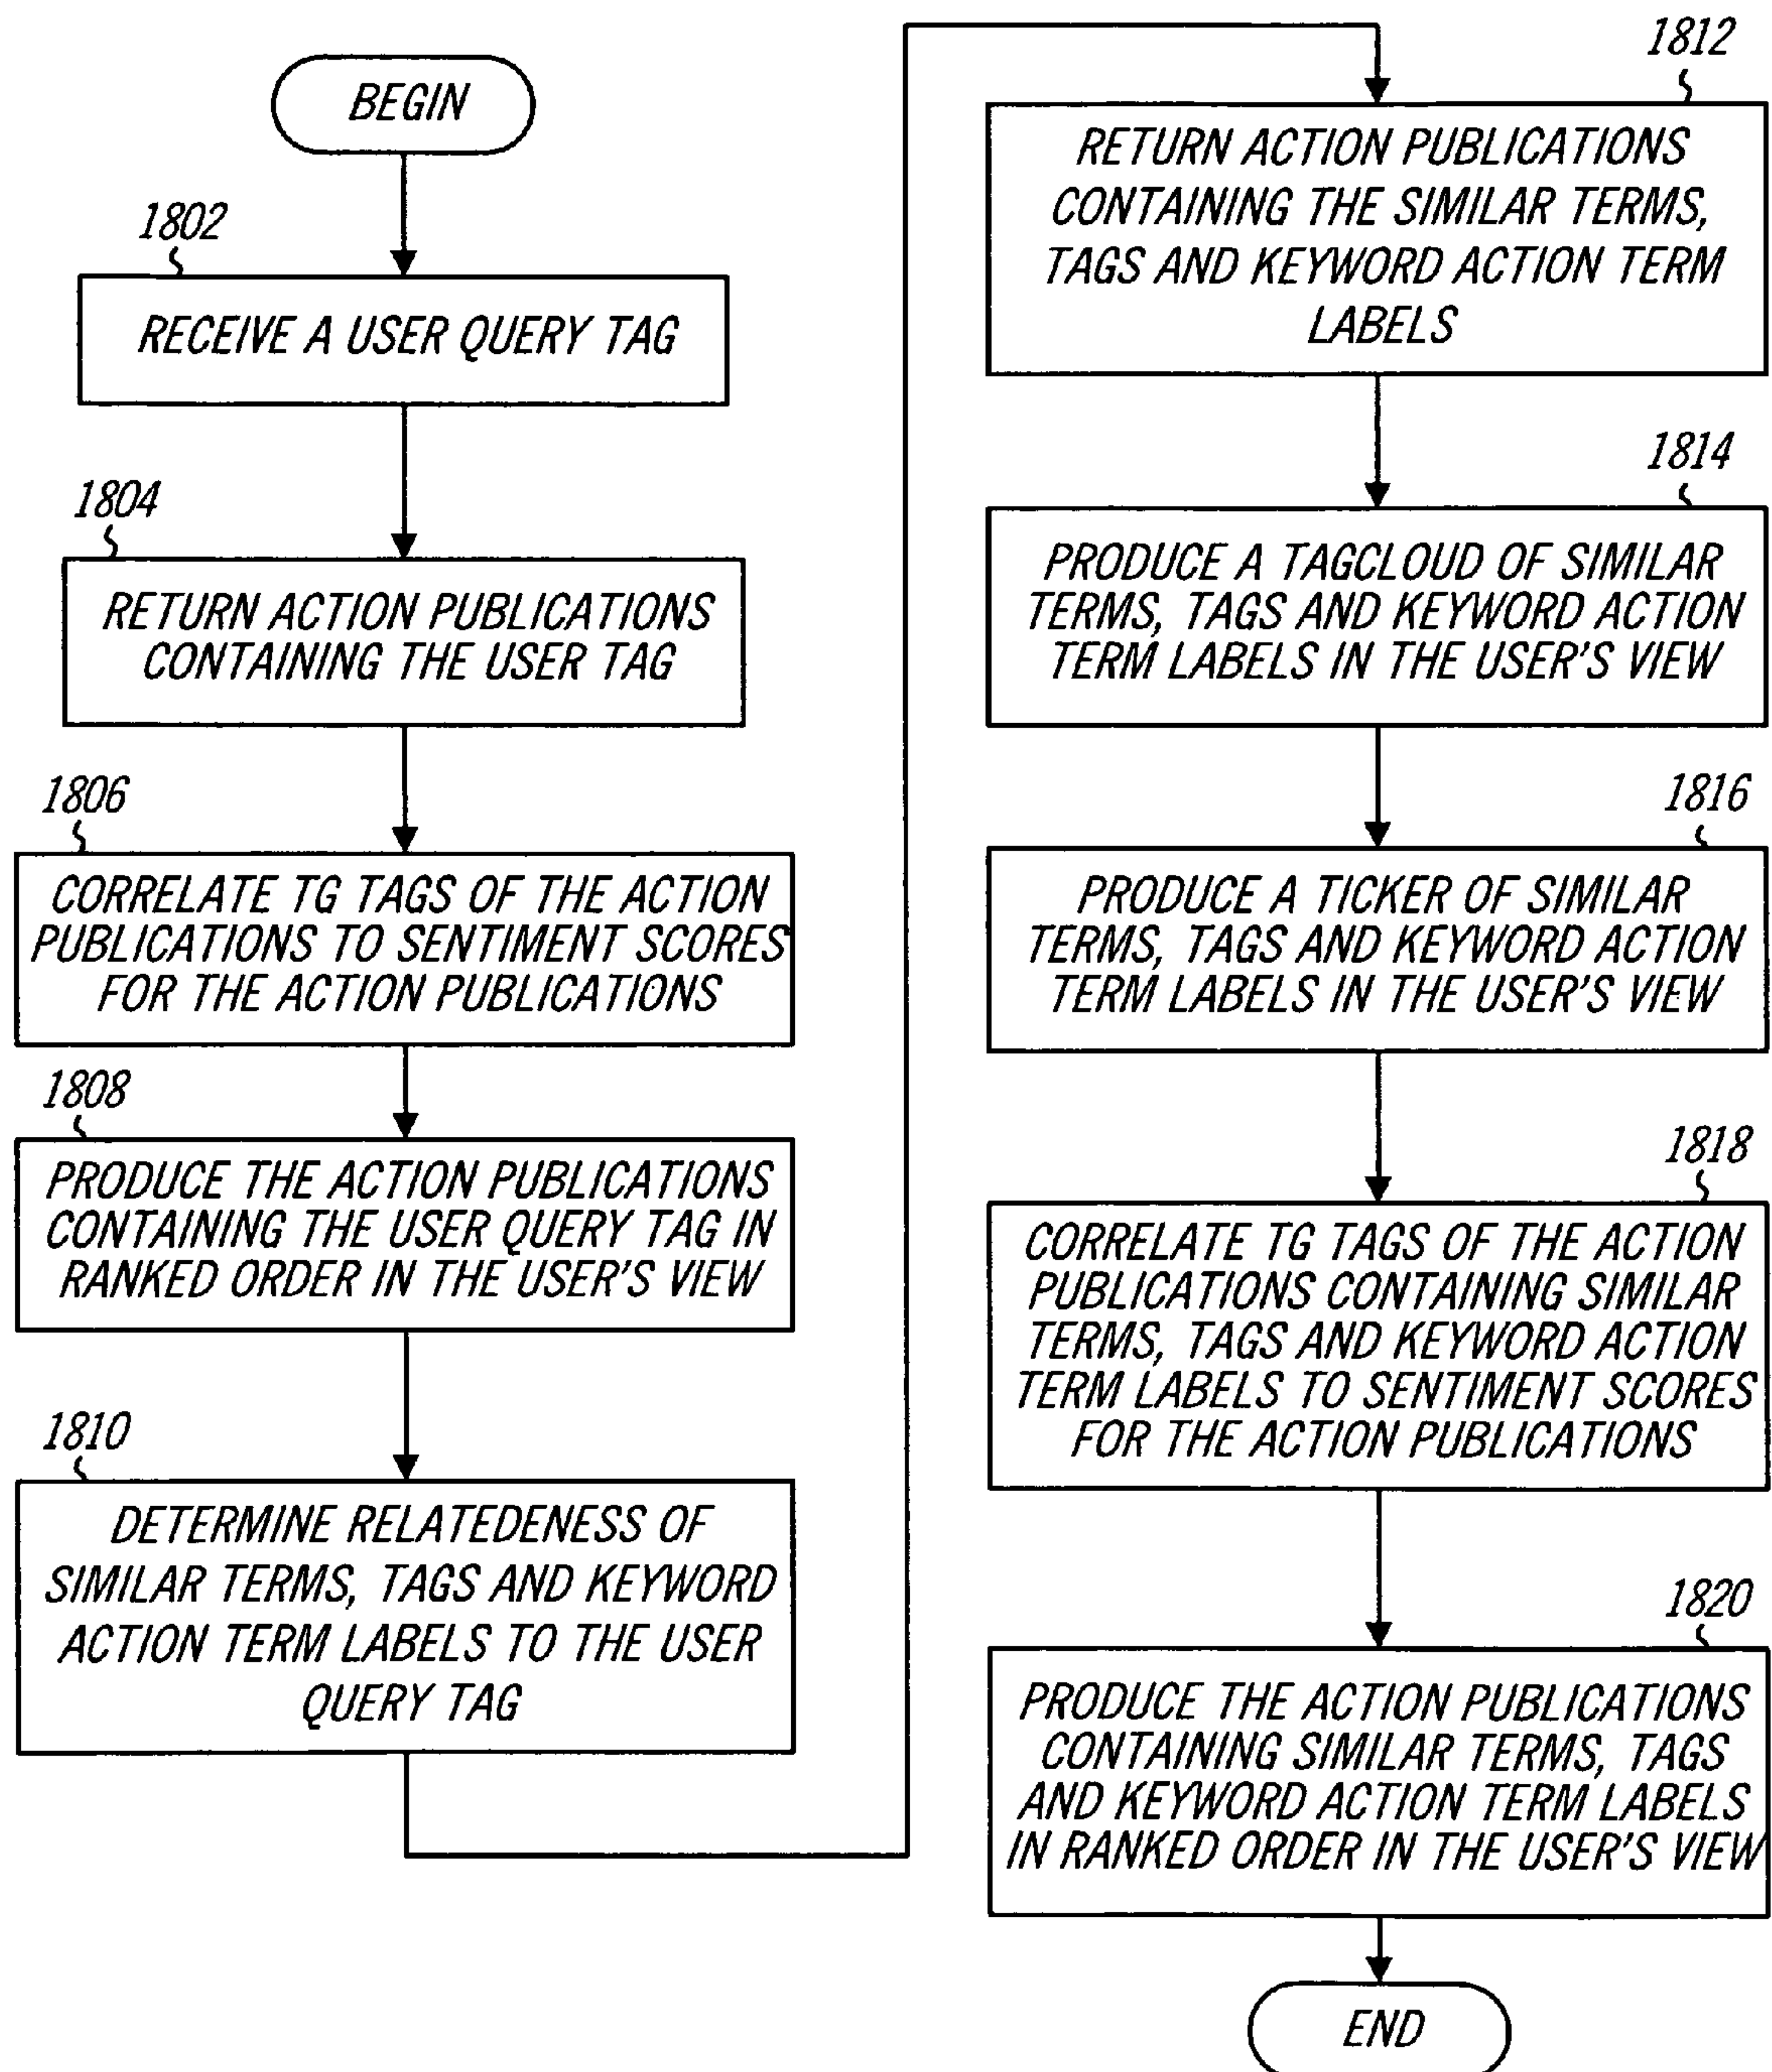 BEGIN
1802
RECEIVE A USER QUERY TAG
1804
RETURN ACTION PUBLICATIONS
CONTAINING THE USER TAG
1806
CORRELATE TG TAGS OF THE ACTION
PUBLICATIONS TO SENTIMENT SCORES
FOR THE ACTION PUBLICATIONS
1808
PRODUCE THE ACTION PUBLICATIONS
CONTAINING THE USER QUERY TAG IN
RANKED ORDER IN THE USER'S VIEW
1810
DETERMINE RELATEDENESS OF
SIMILAR TERMS, TAGS AND KEYWORD
ACTION TERM LABELS TO THE USER
QUERY TAG
1812
RETURN ACTION PUBLICATIONS
CONTAINING THE SIMILAR TERMS,
TAGS AND KEYWORD ACTION TERM
LABELS
1814
PRODUCE A TAGCLOUD OF SIMILAR
TERMS, TAGS AND KEYWORD ACTION
TERM LABELS IN THE USER'S VIEW
1816
PRODUCE A TICKER OF SIMILAR
TERMS, TAGS AND KEYWORD ACTION
TERM LABELS IN THE USER'S VIEW
1818
CORRELATE TG TAGS OF THE ACTION
PUBLICATIONS CONTAINING SIMILAR
TERMS, TAGS AND KEYWORD ACTION
TERM LABELS TO SENTIMENT SCORES
FOR THE ACTION PUBLICATIONS
1820
PRODUCE THE ACTION PUBLICATIONS
CONTAINING SIMILAR TERMS, TAGS
AND KEYWORD ACTION TERM LABELS
IN RANKED ORDER IN THE USER'S VIEW
END